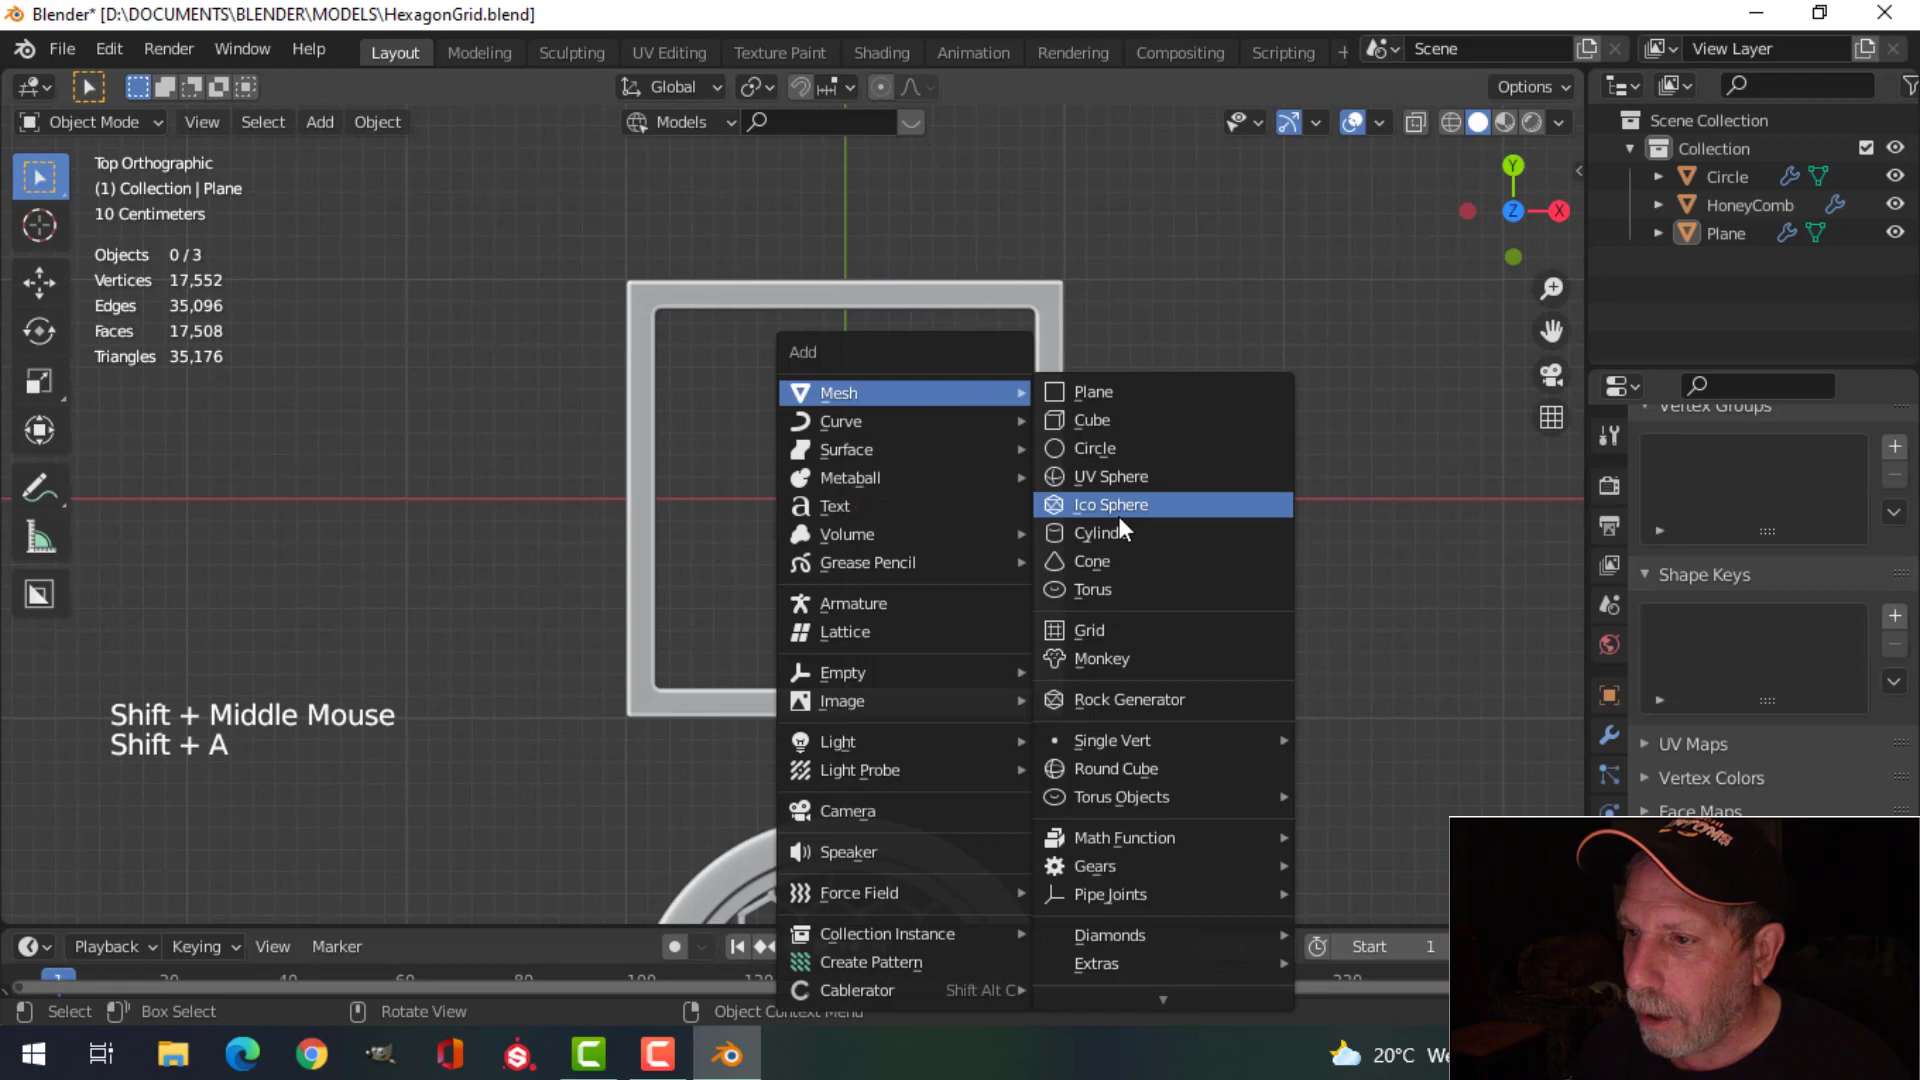 Blender* [D:\DOCUMENTS\BLENDER\MODELS\HexagonGrid.blend]
File Edit Render Window Help Layout Modeling Sculpting UV Editing Texture Paint Shading Animation Rendering Compositing Scripting + Scene View Layer
Global Options
Object Mode View Select Add Object Models
Scene Collection
Collection
Circle
HoneyComb
Plane
Top Orthographic
(1) Collection | Plane
10 Centimeters
Objects 0 / 3
Vertices 17,552
Edges 35,096
Faces 17,508
Triangles 35,176
Y
Z X
Add
Mesh
Curve
Surface
Metaball
Text
Volume
Grease Pencil
Armature
Lattice
Empty
Image
Light
Light Probe
Camera
Speaker
Force Field
Collection Instance
Create Pattern
Cablerator Shift Alt C
Plane
Cube
Circle
UV Sphere
Ico Sphere
Cylind
Cone
Torus
Grid
Monkey
Rock Generator
Single Vert
Round Cube
Torus Objects
Math Function
Gears
Pipe Joints
Diamonds
Extras
Vertex Groups
Shape Keys
UV Maps
Vertex Colors
Face Maps
Shift + Middle Mouse
Shift + A
Playback Keying View Marker Start 1
Select Box Select Rotate View Object Context Menu
20°C We